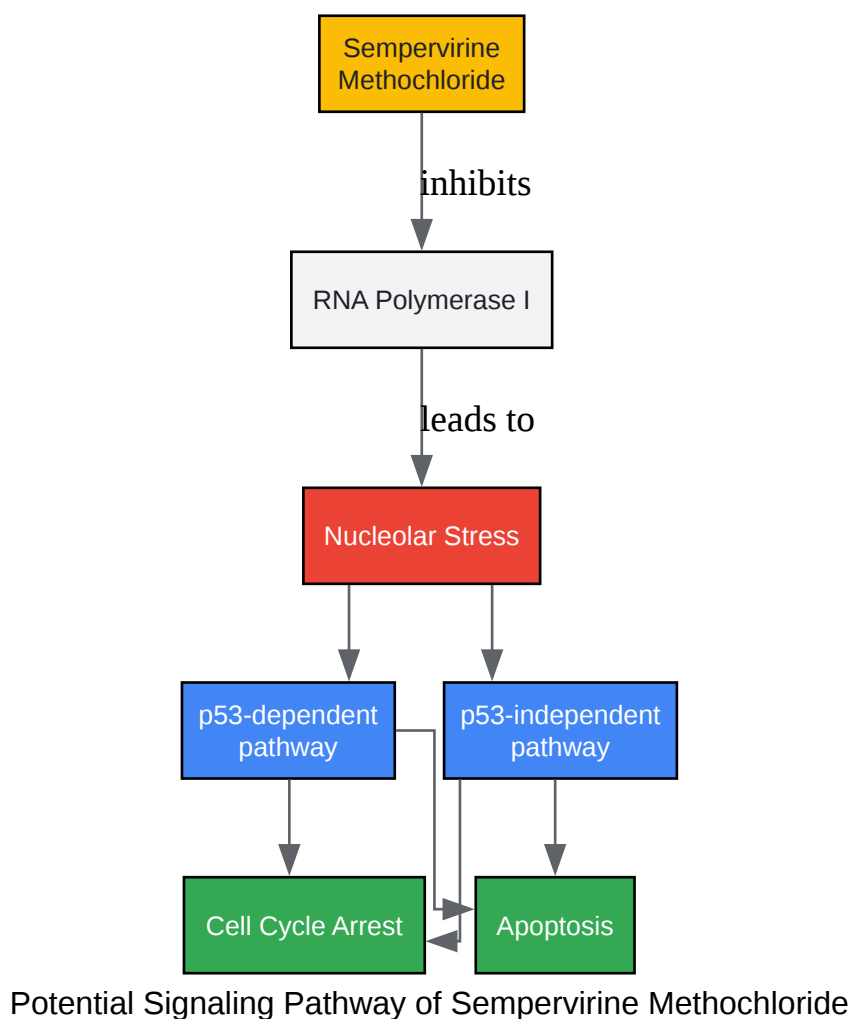 Sempervirine
Methochloride
inhibits
RNA Polymerase I
leads to
Nucleolar Stress
p53-dependent
pathway
p53-independent
pathway
Cell Cycle Arrest
Apoptosis
Potential Signaling Pathway of Sempervirine Methochloride